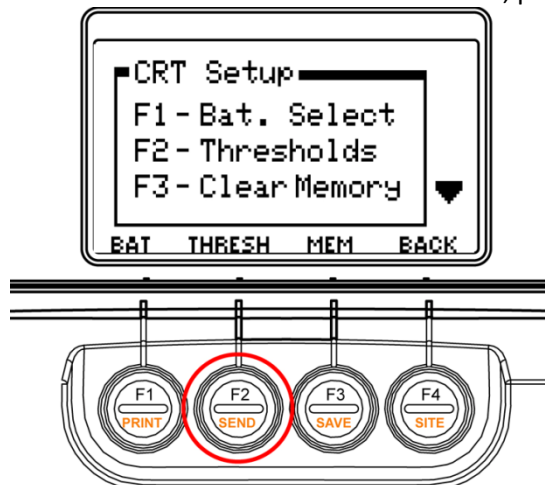 CRT Setup
F1-Bat. Select
F2-Thresholds
F3-Clear Memory
BAT THRESH MEM BACK
F1 F2 F3 F4
PRINT SEND SAVE SITE